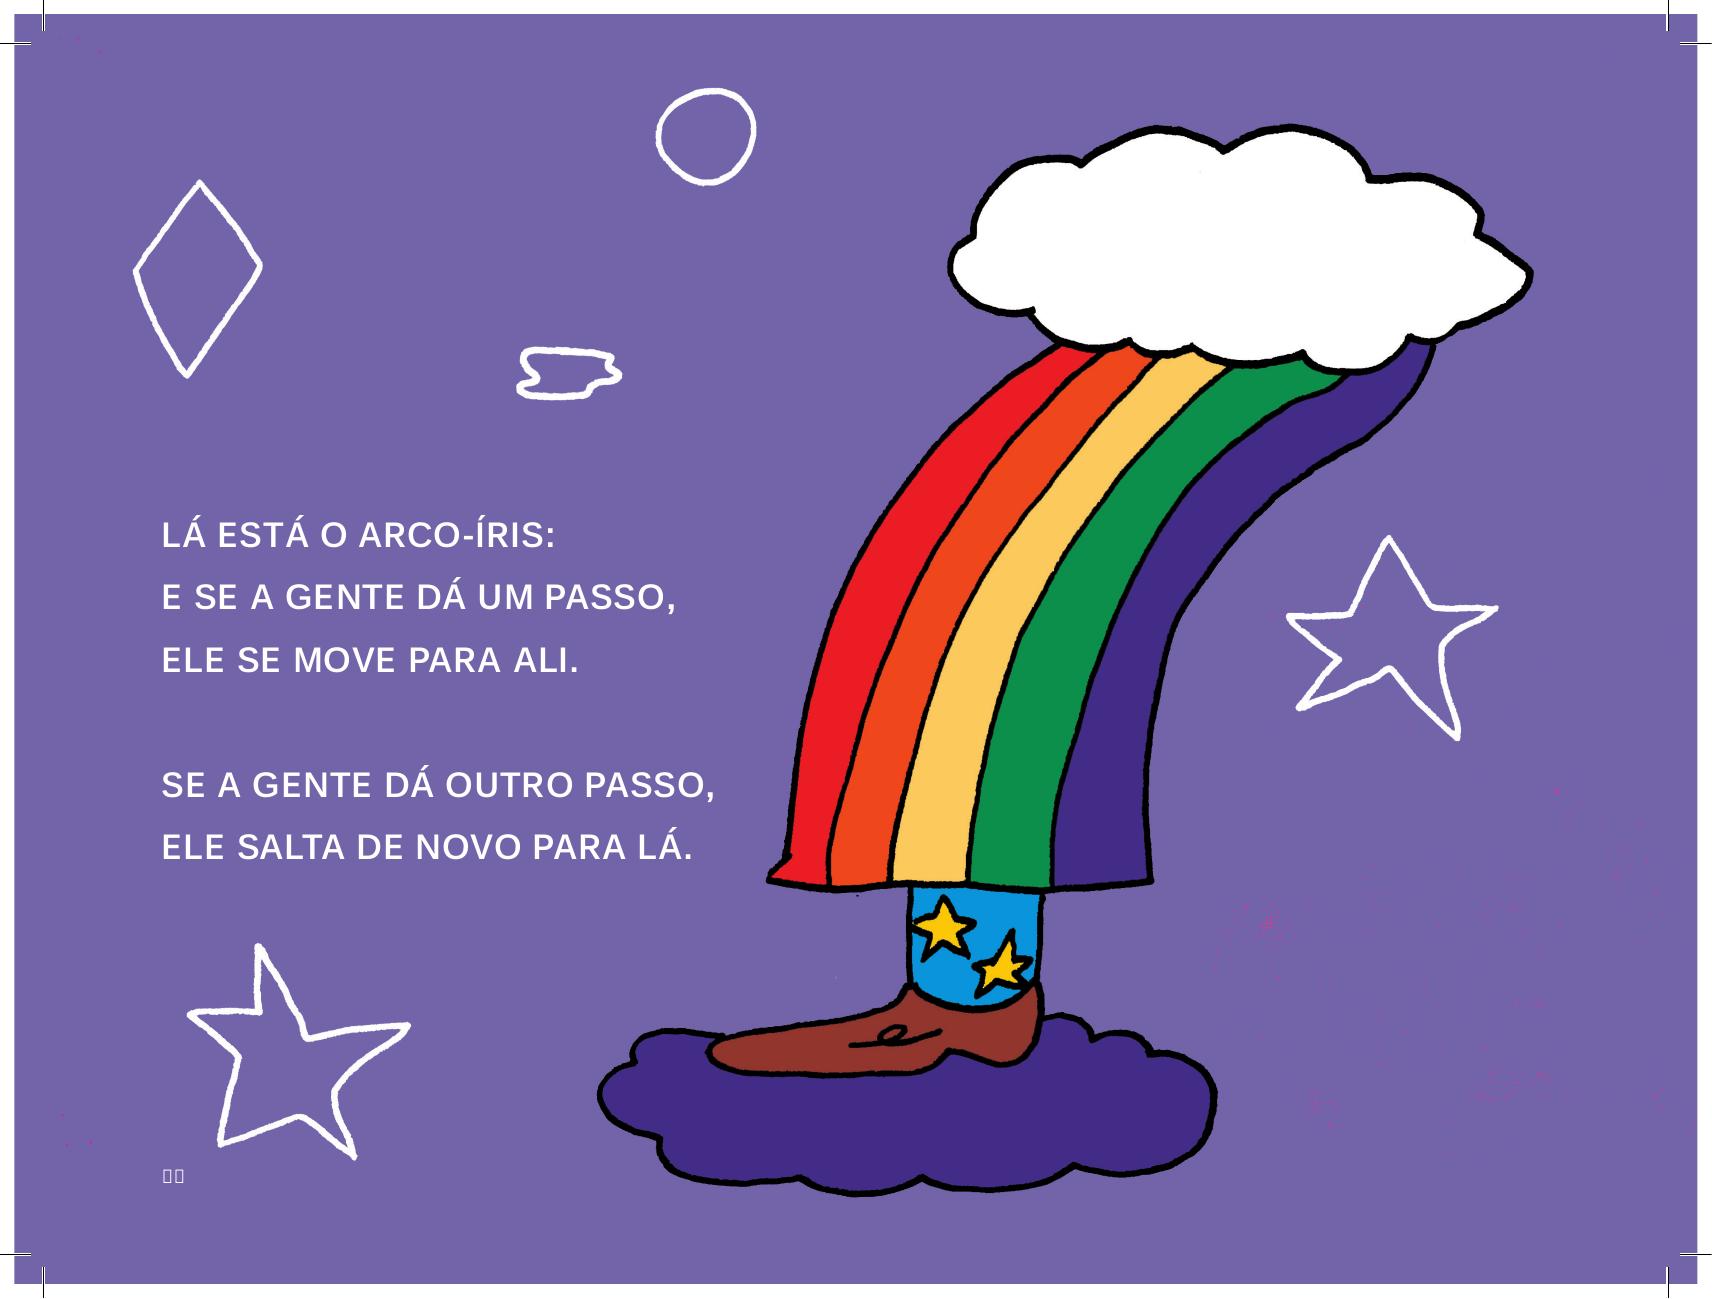 LÁ ESTÁ O ARCO-ÍRIS:
E SE A GENTE DÁ UM PASSO,
ELE SE MOVE PARA ALI.
SE A GENTE DÁ OUTRO PASSO,
ELE SALTA DE NOVO PARA LÁ.